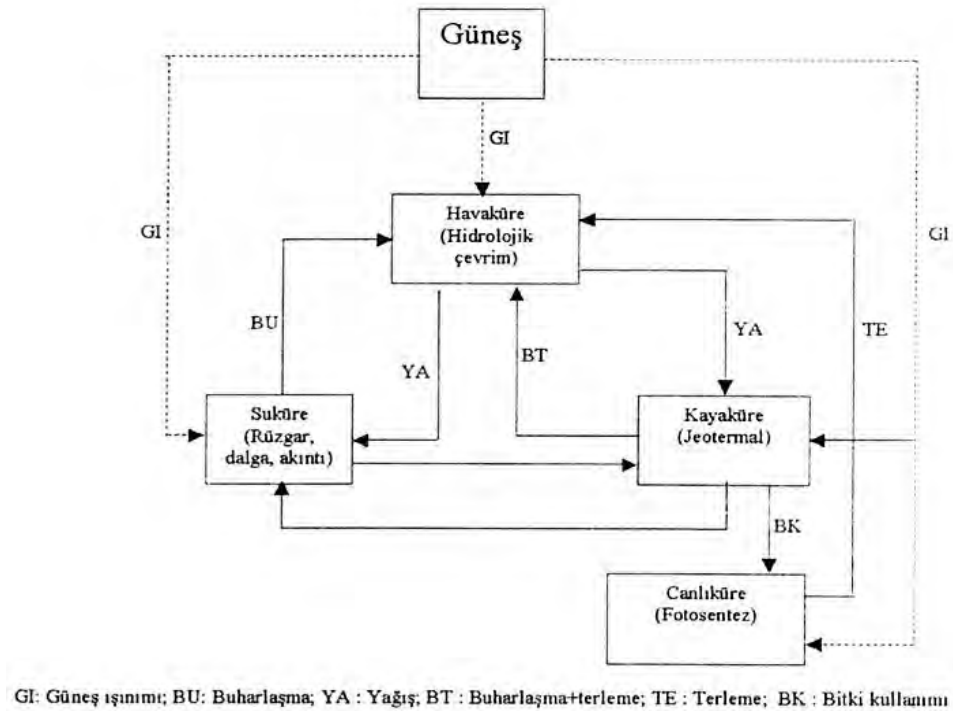 Güneş
GI
Havaküre
(Hidrolojik
çevrim)
GI
GI
BU
YA
BT
YA
TE
Suküre
(Rüzgar,
dalga, akıntı)
Kayaküre
(Jeotermal)
BK
Canlıküre
(Fotosentez)
GI: Güneş ışınımı; BU: Buharlaşma; YA : Yağış; BT : Buharlaşma+terleme; TE : Terleme; BK : Bitki kullanımı